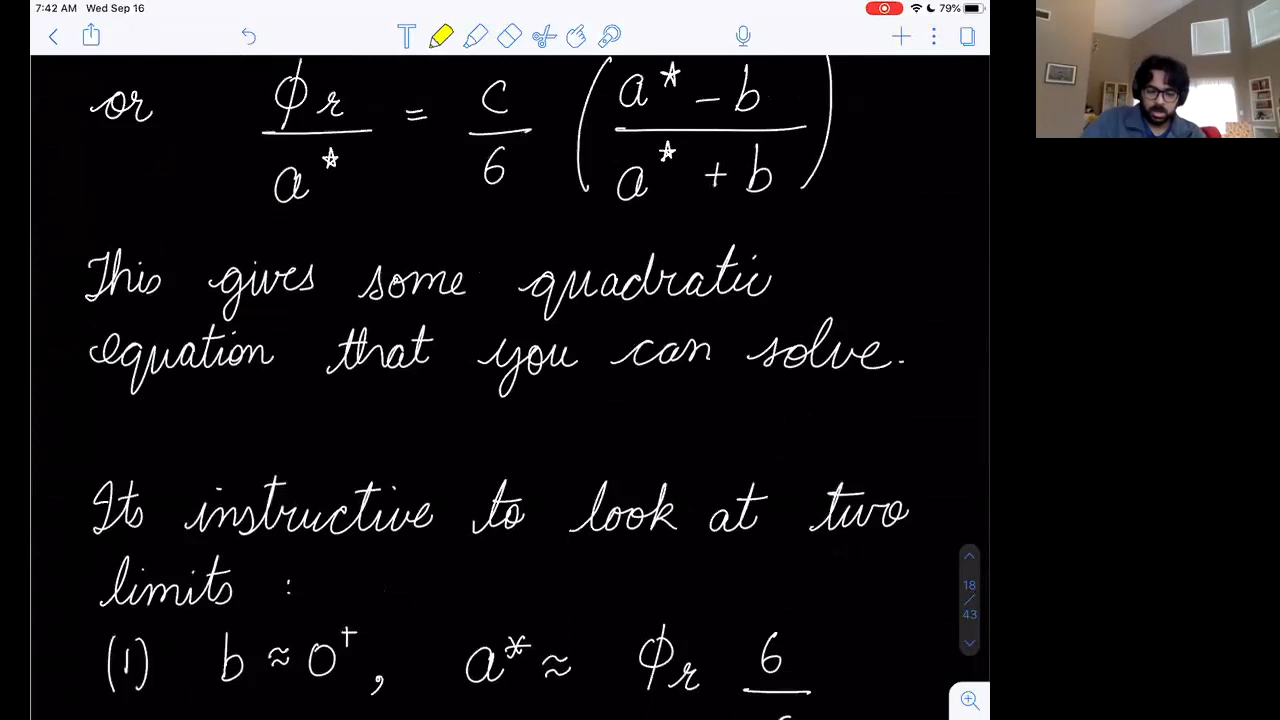 7:42 AM Wed Sep 16
79%
T
or ϕr / a* = c / 6 ( a* - b / a* + b )
This gives some quadratic
equation that you can solve.
Its instructive to look at two
limits :
18
/
43
(1) b ≈ 0⁺, a* ≈ ϕr 6